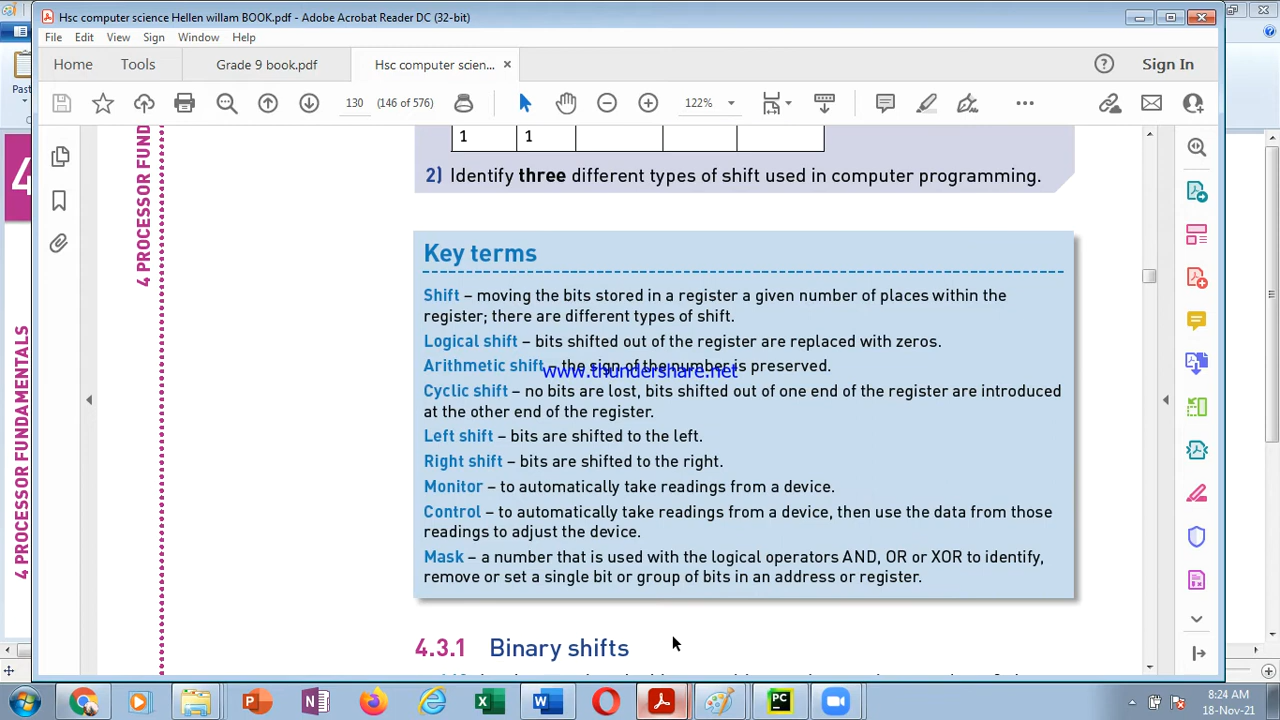 Hsc computer science Hellen willam BOOK.pdf - Adobe Acrobat Reader DC (32-bit)
File Edit View Sign Window Help
Home Tools Grade 9 book.pdf Hsc computer scien... × Sign In
130 (146 of 576) 122%
Past
4
4 PROCESSOR FUNDAMENTALS
4 PROCESSOR FUND
1 1
2) Identify three different types of shift used in computer programming.
Key terms
Shift – moving the bits stored in a register a given number of places within the
register; there are different types of shift.
Logical shift – bits shifted out of the register are replaced with zeros.
Arithmetic shift – the sign of the number is preserved.
www.thundershare.net
Cyclic shift – no bits are lost, bits shifted out of one end of the register are introduced
at the other end of the register.
Left shift – bits are shifted to the left.
Right shift – bits are shifted to the right.
Monitor – to automatically take readings from a device.
Control – to automatically take readings from a device, then use the data from those
readings to adjust the device.
Mask – a number that is used with the logical operators AND, OR or XOR to identify,
remove or set a single bit or group of bits in an address or register.
4.3.1 Binary shifts
8:24 AM
18-Nov-21